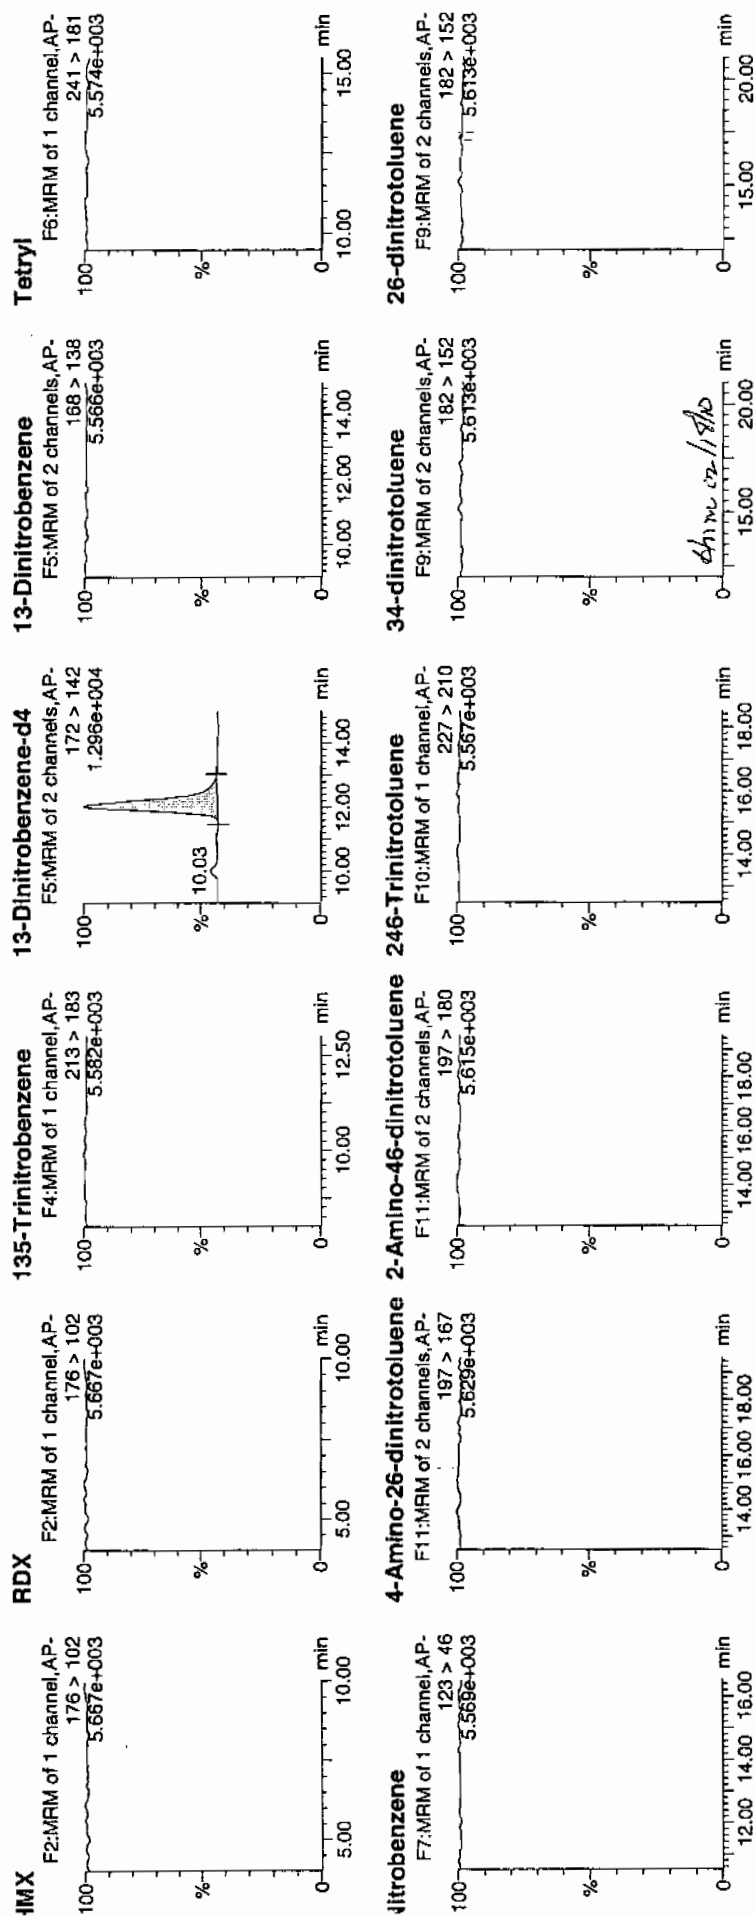 HMX
F2:MRM of 1 channel,AP-
176 > 102
5.667e+003
100
%
0
5.00
10.00
min
RDX
F2:MRM of 1 channel,AP-
176 > 102
5.667e+003
100
%
0
5.00
10.00
min
135-Trinitrobenzene
F4:MRM of 1 channel,AP-
213 > 183
5.582e+003
100
%
0
10.00
12.50
min
13-Dinitrobenzene-d4
F5:MRM of 2 channels,AP-
172 > 142
1.296e+004
100
%
10.03
0
10.00
12.00
14.00
min
13-Dinitrobenzene
F5:MRM of 2 channels,AP-
168 > 138
5.566e+003
100
%
0
10.00
12.00
14.00
min
Tetryl
F6:MRM of 1 channel,AP-
241 > 181
5.574e+003
100
%
0
10.00
15.00
min
Nitrobenzene
F7:MRM of 1 channel,AP-
123 > 46
5.569e+003
100
%
0
12.00
14.00
16.00
min
4-Amino-26-dinitrotoluene
F11:MRM of 2 channels,AP-
197 > 167
5.629e+003
100
%
0
14.00
16.00
18.00
min
2-Amino-46-dinitrotoluene
F11:MRM of 2 channels,AP-
197 > 180
5.615e+003
100
%
0
14.00
16.00
18.00
min
246-Trinitrotoluene
F10:MRM of 1 channel,AP-
227 > 210
5.567e+003
100
%
0
14.00
16.00
18.00
min
34-dinitrotoluene
F9:MRM of 2 channels,AP-
182 > 152
5.613e+003
100
%
0
15.00
20.00
min
26-dinitrotoluene
F9:MRM of 2 channels,AP-
182 > 152
5.613e+003
100
%
0
15.00
20.00
min